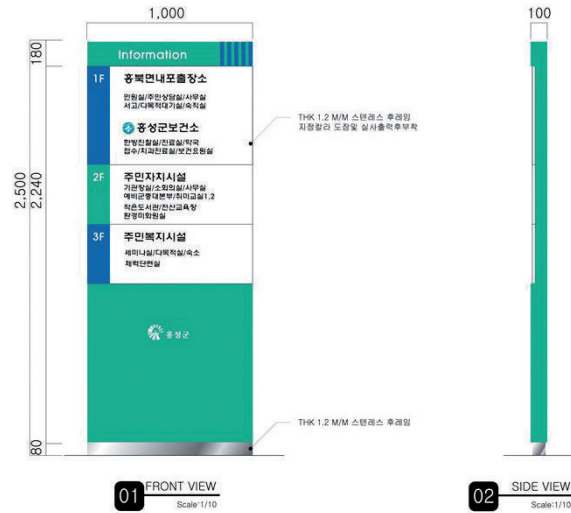 1,000
100
180
2,500
2,240
80
Information
1F
홍북면내포출장소
민원실/주민상담실/사무실
서고/다목적대기실/숙직실
홍성군보건소
한방진찰실/진료실/약국
접수/치과진료실/보건요원실
THK 1.2 M/M 스텐레스 후레임
지정칼라 도장및 실사출력후부착
2F
주민자치시설
기관장실/소회의실/사무실
예비군중대본부/취미교실1,2
작은도서관/전산교육장
환경미화원실
3F
주민복지시설
세미나실/다목적실/숙소
체력단련실
홍성군
THK 1.2 M/M 스텐레스 후레임
01
FRONT VIEW
Scale:1/10
02
SIDE VIEW
Scale:1/10